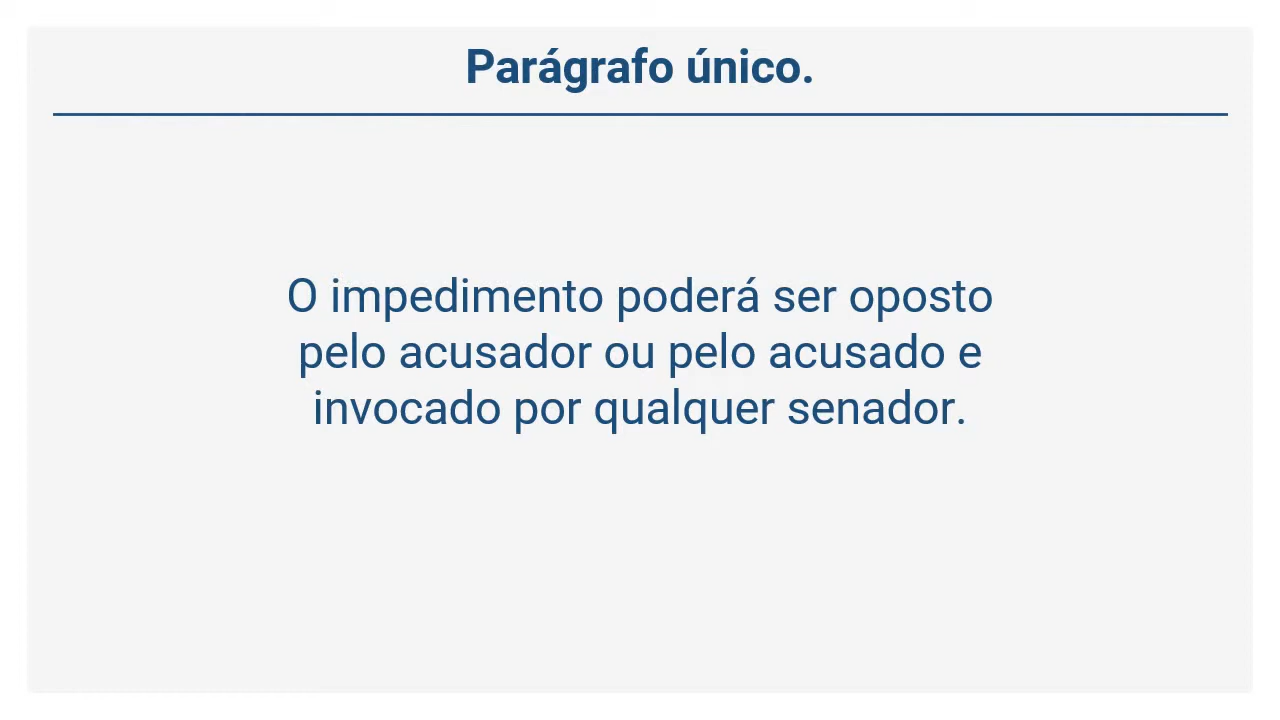 Parágrafo único.
O impedimento poderá ser oposto
pelo acusador ou pelo acusado e
invocado por qualquer senador.